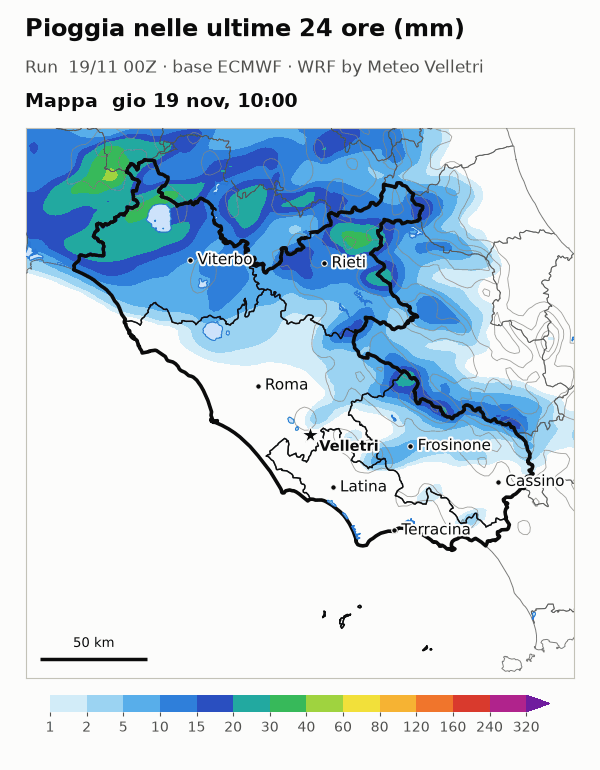 Pioggia nelle ultime 24 ore (mm)
Run  19/11 00Z · base ECMWF · WRF by Meteo Velletri
Mappa  gio 19 nov, 10:00
Viterbo
Rieti
Roma
Velletri
Frosinone
Latina
Cassino
Terracina
50 km
1 2 5 10 15 20 30 40 60 80 120 160 240 320